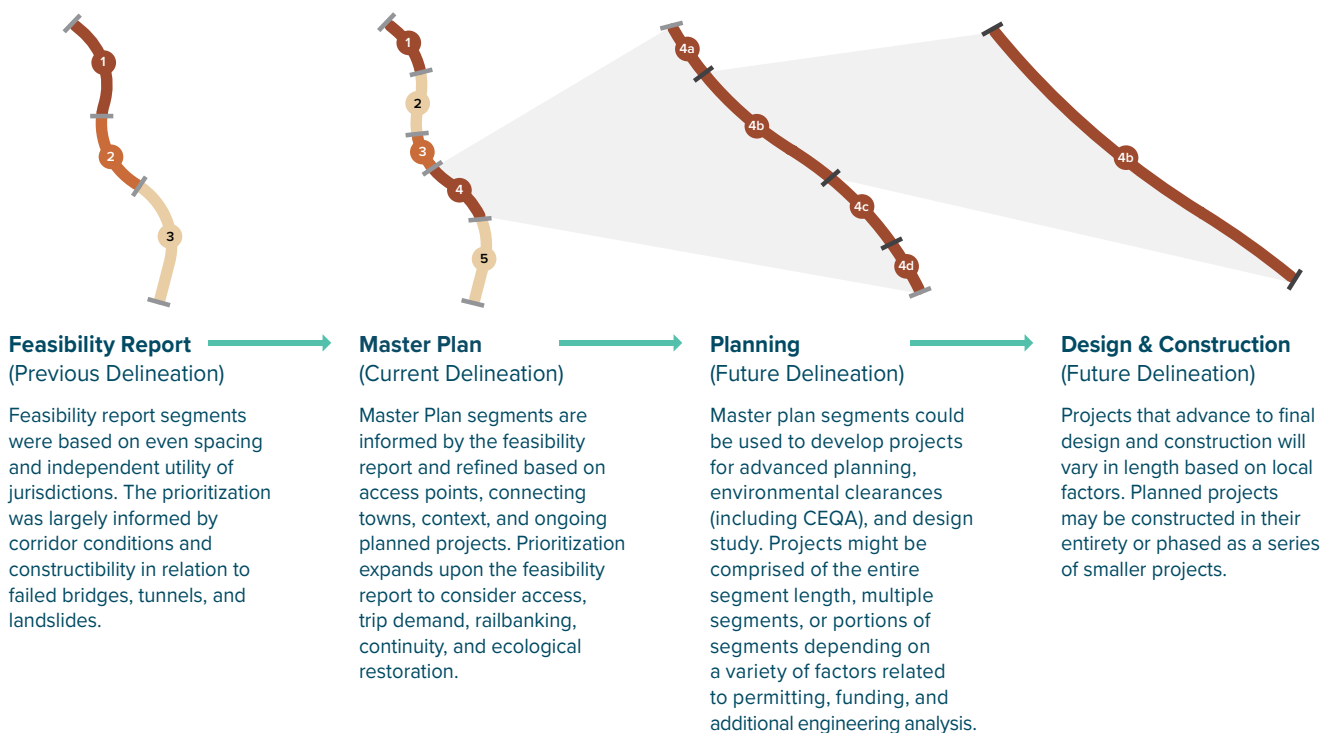 1
2
3
1
2
3
4
5
4a
4b
4c
4d
4b
Feasibility Report
(Previous Delineation)
Feasibility report segments
were based on even spacing
and independent utility of
jurisdictions. The prioritization
was largely informed by
corridor conditions and
constructibility in relation to
failed bridges, tunnels, and
landslides.
Master Plan
(Current Delineation)
Master Plan segments are
informed by the feasibility
report and refined based on
access points, connecting
towns, context, and ongoing
planned projects. Prioritization
expands upon the feasibility
report to consider access,
trip demand, railbanking,
continuity, and ecological
restoration.
Planning
(Future Delineation)
Master plan segments could
be used to develop projects
for advanced planning,
environmental clearances
(including CEQA), and design
study. Projects might be
comprised of the entire
segment length, multiple
segments, or portions of
segments depending on
a variety of factors related
to permitting, funding, and
additional engineering analysis.
Design & Construction
(Future Delineation)
Projects that advance to final
design and construction will
vary in length based on local
factors. Planned projects
may be constructed in their
entirety or phased as a series
of smaller projects.